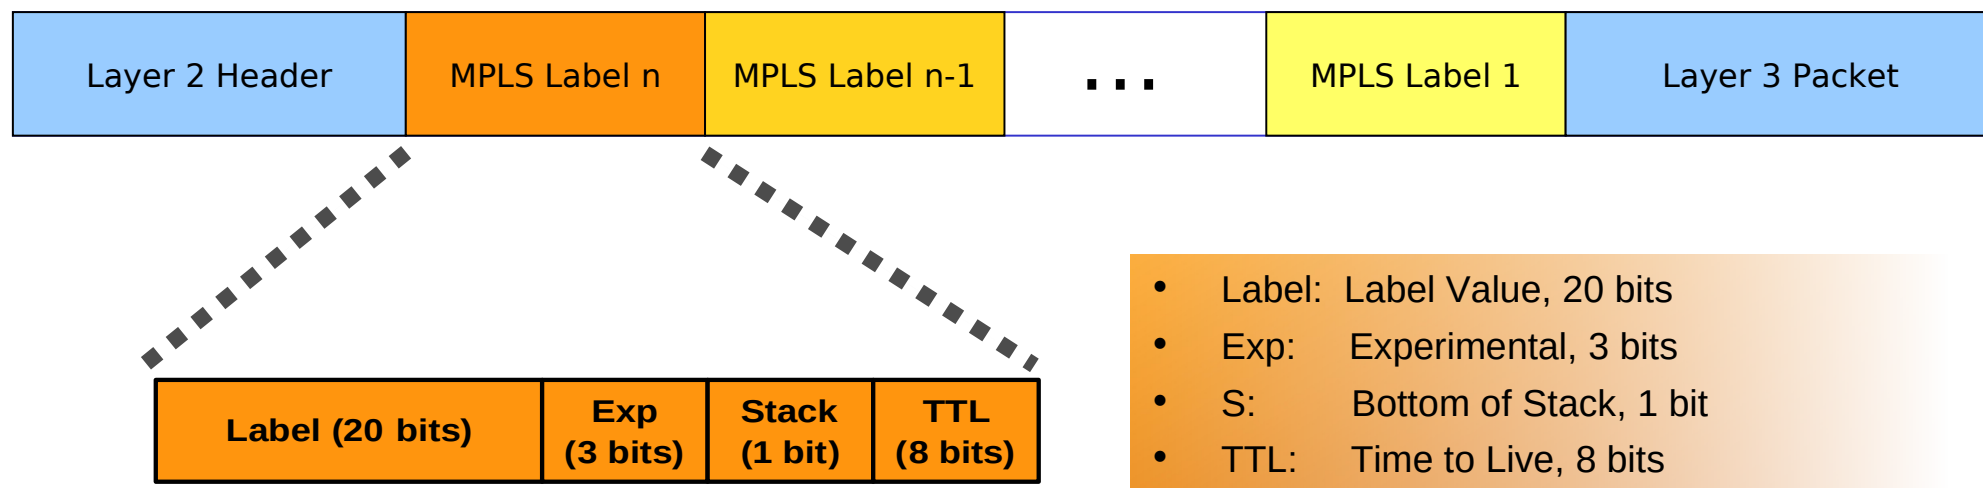 Layer 2 Header
MPLS Label n
MPLS Label n-1
...
MPLS Label 1
Layer 3 Packet
Label (20 bits)
Exp
(3 bits)
Stack
(1 bit)
TTL
(8 bits)
• Label: Label Value, 20 bits
• Exp: Experimental, 3 bits
• S: Bottom of Stack, 1 bit
• TTL: Time to Live, 8 bits